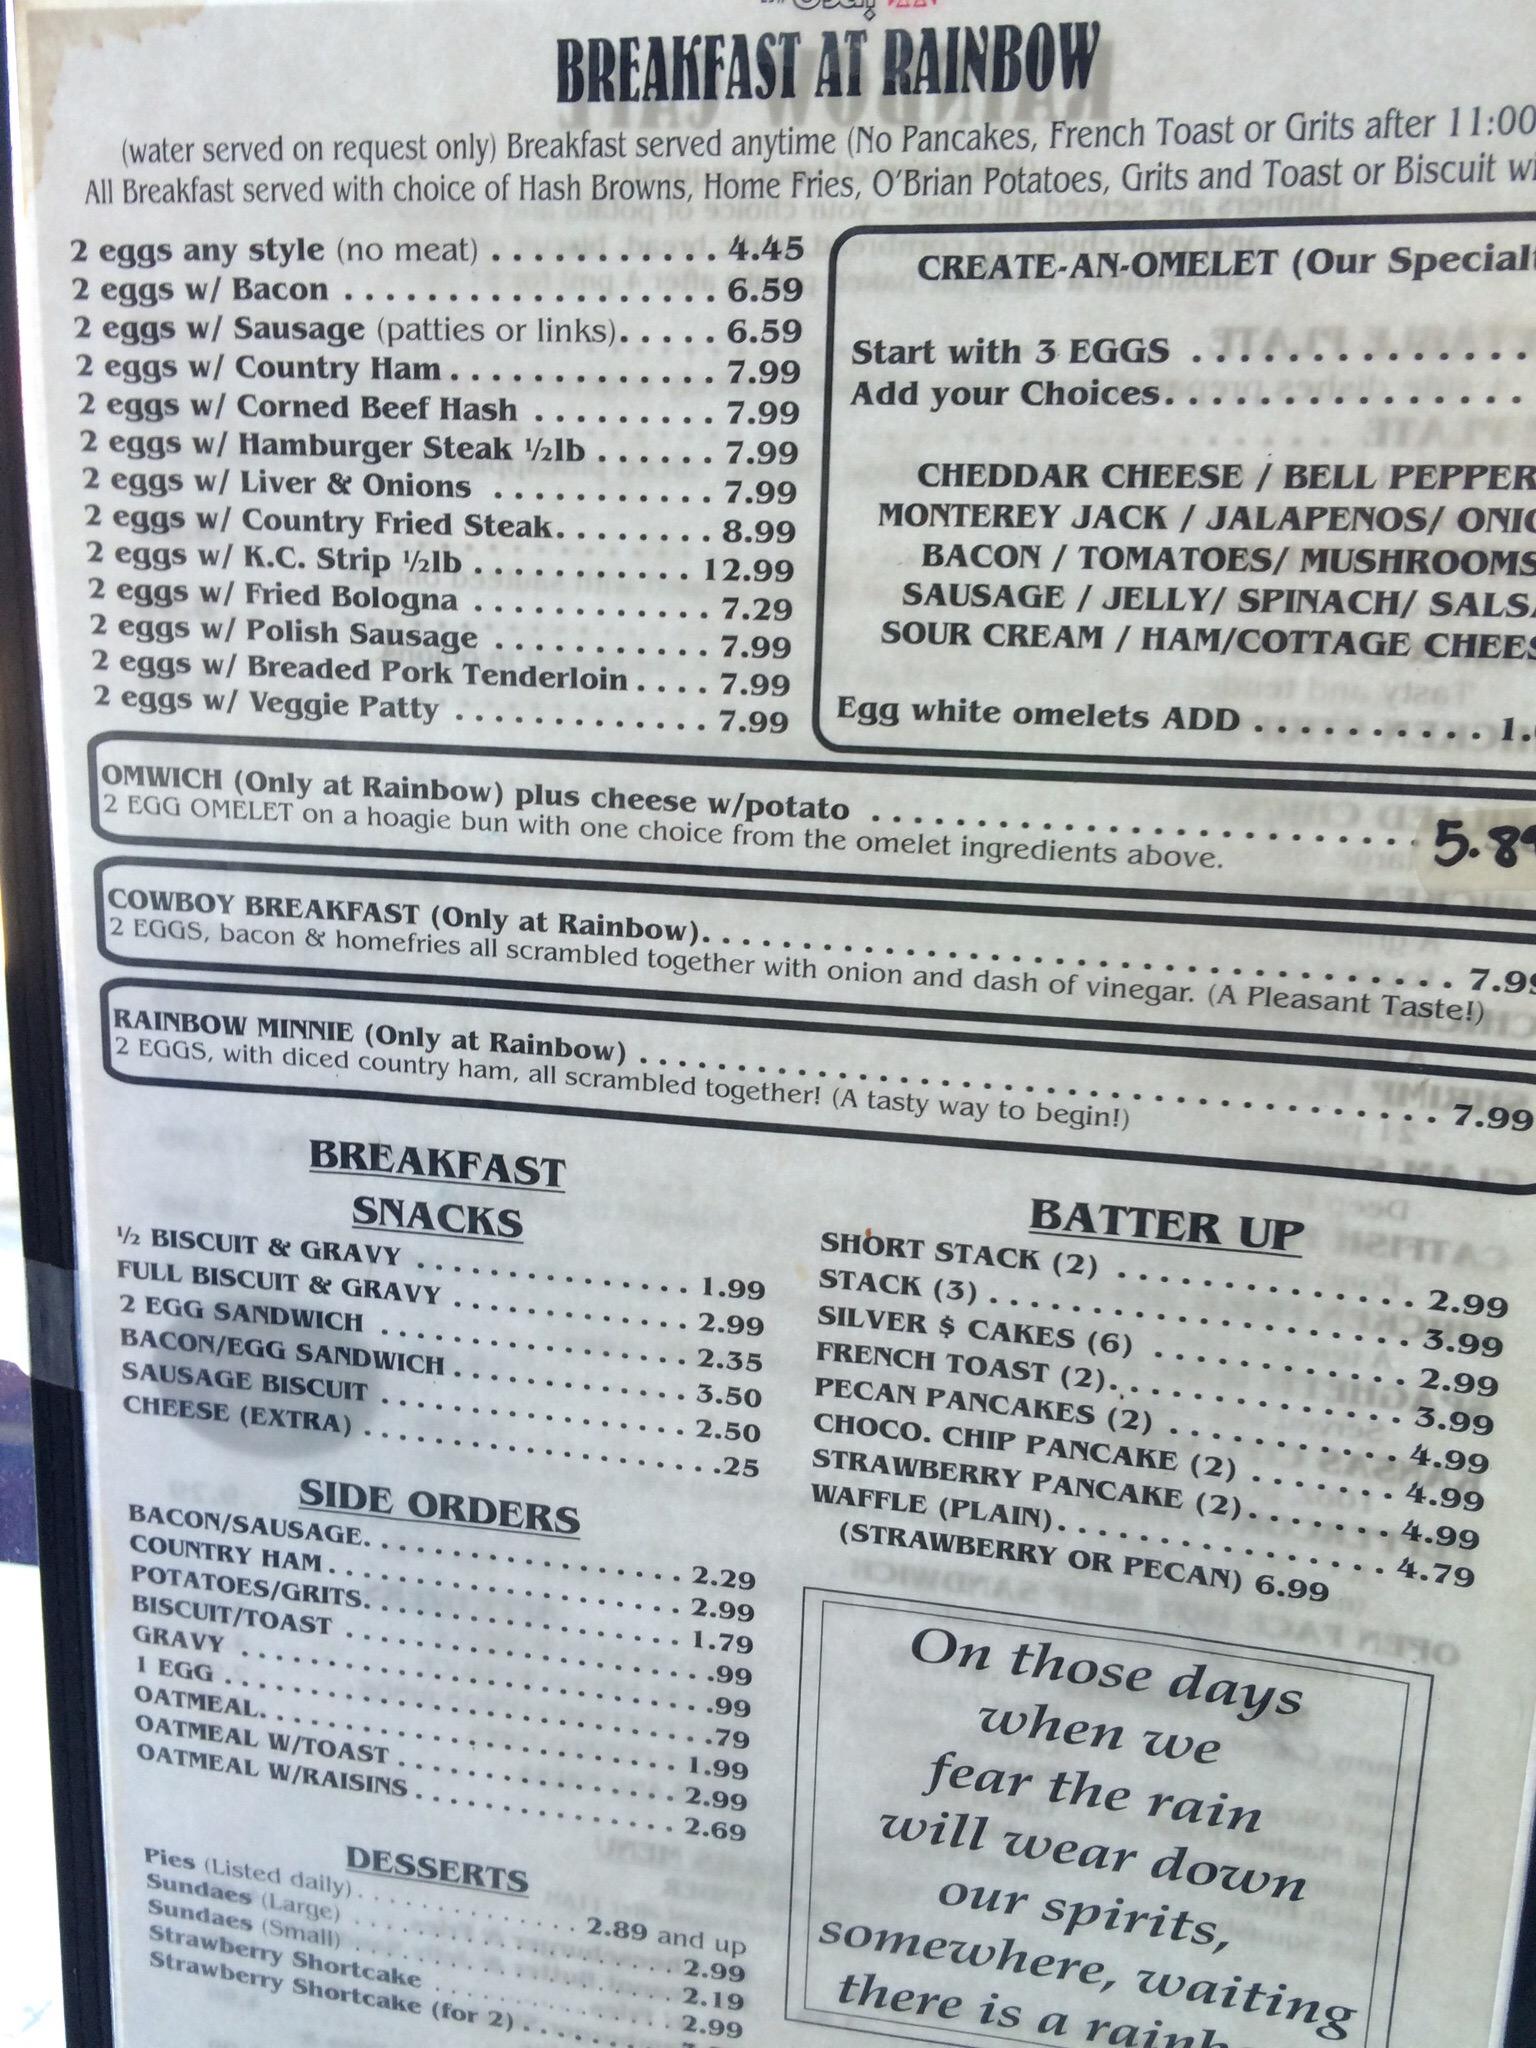 BREAKFAST AT RAINBOW
(water served on request only) Breakfast served anytime (No Pancakes, French Toast or Grits after 11:00
All Breakfast served with choice of Hash Browns, Home Fries, O'Brian Potatoes, Grits and Toast or Biscuit
2 eggs any style (no meat) . . . . . . . . . . . 4.45
2 eggs w/ Bacon . . . . . . . . . . . . . . . . . . 6.59
2 eggs w/ Sausage (patties or links). . . . . 6.59
2 eggs w/ Country Ham . . . . . . . . . . . . . 7.99
2 eggs w/ Corned Beef Hash . . . . . . . . . 7.99
2 eggs w/ Hamburger Steak ½lb . . . . . . 7.99
2 eggs w/ Liver & Onions . . . . . . . . . . . 7.99
2 eggs w/ Country Fried Steak. . . . . . . . 8.99
2 eggs w/ K.C. Strip ½lb . . . . . . . . . . . 12.99
2 eggs w/ Fried Bologna . . . . . . . . . . . . 7.29
2 eggs w/ Polish Sausage . . . . . . . . . . . 7.99
2 eggs w/ Breaded Pork Tenderloin . . . . 7.99
2 eggs w/ Veggie Patty . . . . . . . . . . . . . 7.99
CREATE-AN-OMELET (Our
Start with 3 EGGS . . . . . . . . . . . . . . .
Add your Choices. . . . . . . . . . . . . . . .
CHEDDAR CHEESE / BELL PEPPER
MONTEREY JACK / JALAPENOS/
BACON / TOMATOES/ MUSHROOMS
SAUSAGE / JELLY/ SPINACH/
SOUR CREAM / HAM/COTTAGE
Egg white omelets ADD . . . . . . . . . . 1.
OMWICH (Only at Rainbow) plus cheese w/potato . . . . . . . . . . . . . . . . . . . . . . . . . 5.8
2 EGG OMELET on a hoagie bun with one choice from the omelet ingredients above.
COWBOY BREAKFAST (Only at Rainbow). . . . . . . . . . . . . . . . . . . . . . . . . . . . . . . . . . 7.99
2 EGGS, bacon & homefries all scrambled together with onion and dash of vinegar. (A Pleasant Taste!)
RAINBOW MINNIE (Only at Rainbow) . . . . . . . . . . . . . . . . . . . . . . . . . . . . . . . . . . . . 7.99
2 EGGS, with diced country ham, all scrambled together! (A tasty way to begin!)
BREAKFAST
SNACKS
½ BISCUIT & GRAVY . . . . . . . . . . . . . 1.99
FULL BISCUIT & GRAVY . . . . . . . . . . . 2.99
2 EGG SANDWICH . . . . . . . . . . . . . . . 2.35
BACON/EGG SANDWICH . . . . . . . . . . . 3.50
SAUSAGE BISCUIT . . . . . . . . . . . . . . . 2.50
CHEESE (EXTRA) . . . . . . . . . . . . . . . . . .25
SIDE ORDERS
BACON/SAUSAGE. . . . . . . . . . . . . . . . 2.29
COUNTRY HAM . . . . . . . . . . . . . . . . . . 2.99
POTATOES/GRITS. . . . . . . . . . . . . . . . 1.79
BISCUIT/TOAST . . . . . . . . . . . . . . . . . .99
GRAVY . . . . . . . . . . . . . . . . . . . . . . . .99
1 EGG . . . . . . . . . . . . . . . . . . . . . . . . .79
OATMEAL. . . . . . . . . . . . . . . . . . . . . 1.99
OATMEAL W/TOAST . . . . . . . . . . . . . . 2.99
OATMEAL W/RAISINS . . . . . . . . . . . . . 2.69
DESSERTS
Pies (Listed daily). . . . . . . . . . . . . 2.89 and up
Sundaes (Large) . . . . . . . . . . . . . . . . . 2.99
Sundaes (Small) . . . . . . . . . . . . . . . . . 2.19
Strawberry Shortcake . . . . . . . . . . . . . 2.99
Strawberry Shortcake (for 2) . . . . . . . .
BATTER UP
SHORT STACK (2) . . . . . . . . . . . . . . 2.99
STACK (3) . . . . . . . . . . . . . . . . . . . . . 3.99
SILVER $ CAKES (6) . . . . . . . . . . . . . 2.99
FRENCH TOAST (2). . . . . . . . . . . . . . 3.99
PECAN PANCAKES (2) . . . . . . . . . . . 4.99
CHOCO. CHIP PANCAKE (2) . . . . . . . 4.99
STRAWBERRY PANCAKE (2). . . . . . . 4.99
WAFFLE (PLAIN). . . . . . . . . . . . . . . . 4.79
(STRAWBERRY OR PECAN) 6.99
On those days
when we
fear the rain
will wear down
our spirits,
somewhere, waiting
there is a